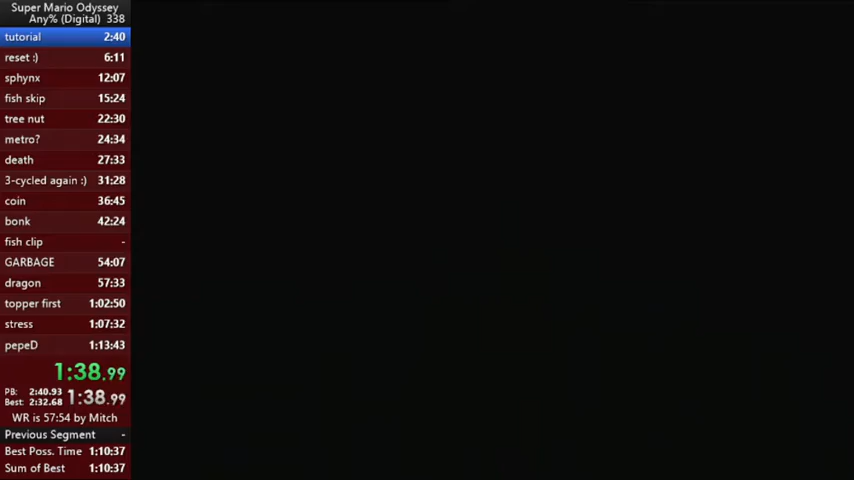 Super Mario Odyssey
Any% (Digital) 338
tutorial 2:40
reset :) 6:11
sphynx 12:07
fish skip 15:24
tree nut 22:30
metro? 24:34
death 27:33
3-cycled again :) 31:28
coin 36:45
bonk 42:24
fish clip -
GARBAGE 54:07
dragon 57:33
topper first 1:02:50
stress 1:07:32
pepeD 1:13:43
1:38.99
PB: 2:40.93 1:38.99
Best: 2:32.68
WR is 57:54 by Mitch
Previous Segment -
Best Poss. Time 1:10:37
Sum of Best 1:10:37